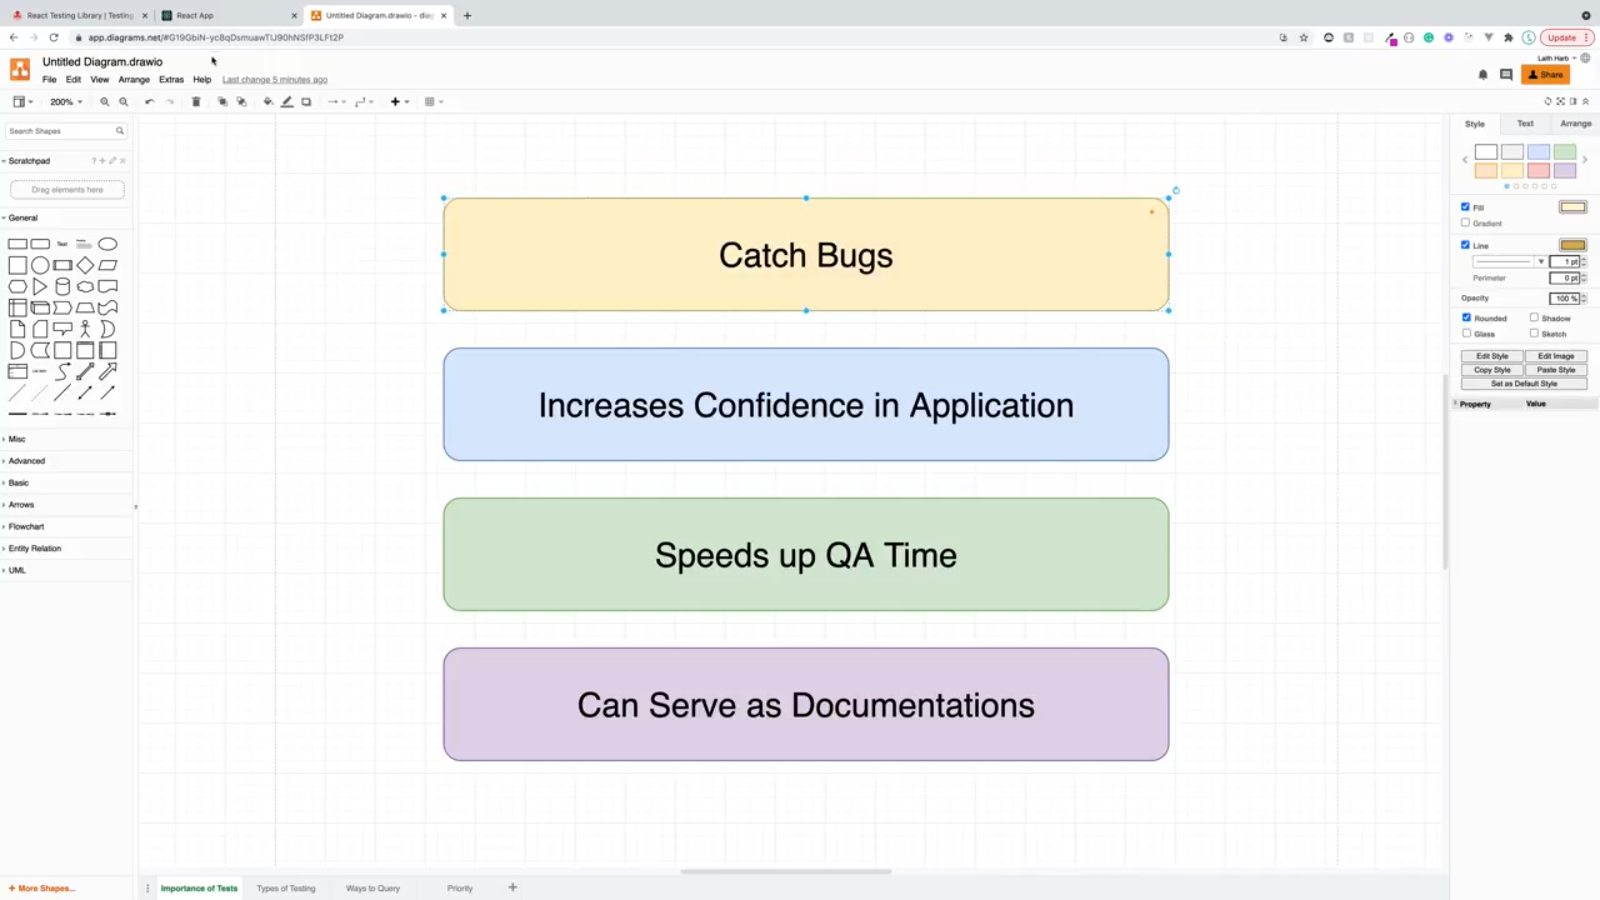 React Testing Library | Testing
React App
Untitled Diagram.drawio - diag
app.diagrams.net/#G19GbiN-yc8qDsmuawTlJ90hNSfP3LFt2P
Update
Untitled Diagram.drawio
Laith Harb
File Edit View Arrange Extras Help Last change 5 minutes ago
Share
200%
Search Shapes
Scratchpad
Drag elements here
General
Text
Misc
Advanced
Basic
Arrows
Flowchart
Entity Relation
UML
+ More Shapes...
Catch Bugs
Increases Confidence in Application
Speeds up QA Time
Can Serve as Documentations
Importance of Tests Types of Testing Ways to Query Priority
Style Text Arrange
Fill
Gradient
Line
1 pt
Perimeter 0 pt
Opacity 100 %
Rounded Shadow
Glass Sketch
Edit Style Edit Image
Copy Style Paste Style
Set as Default Style
Property Value